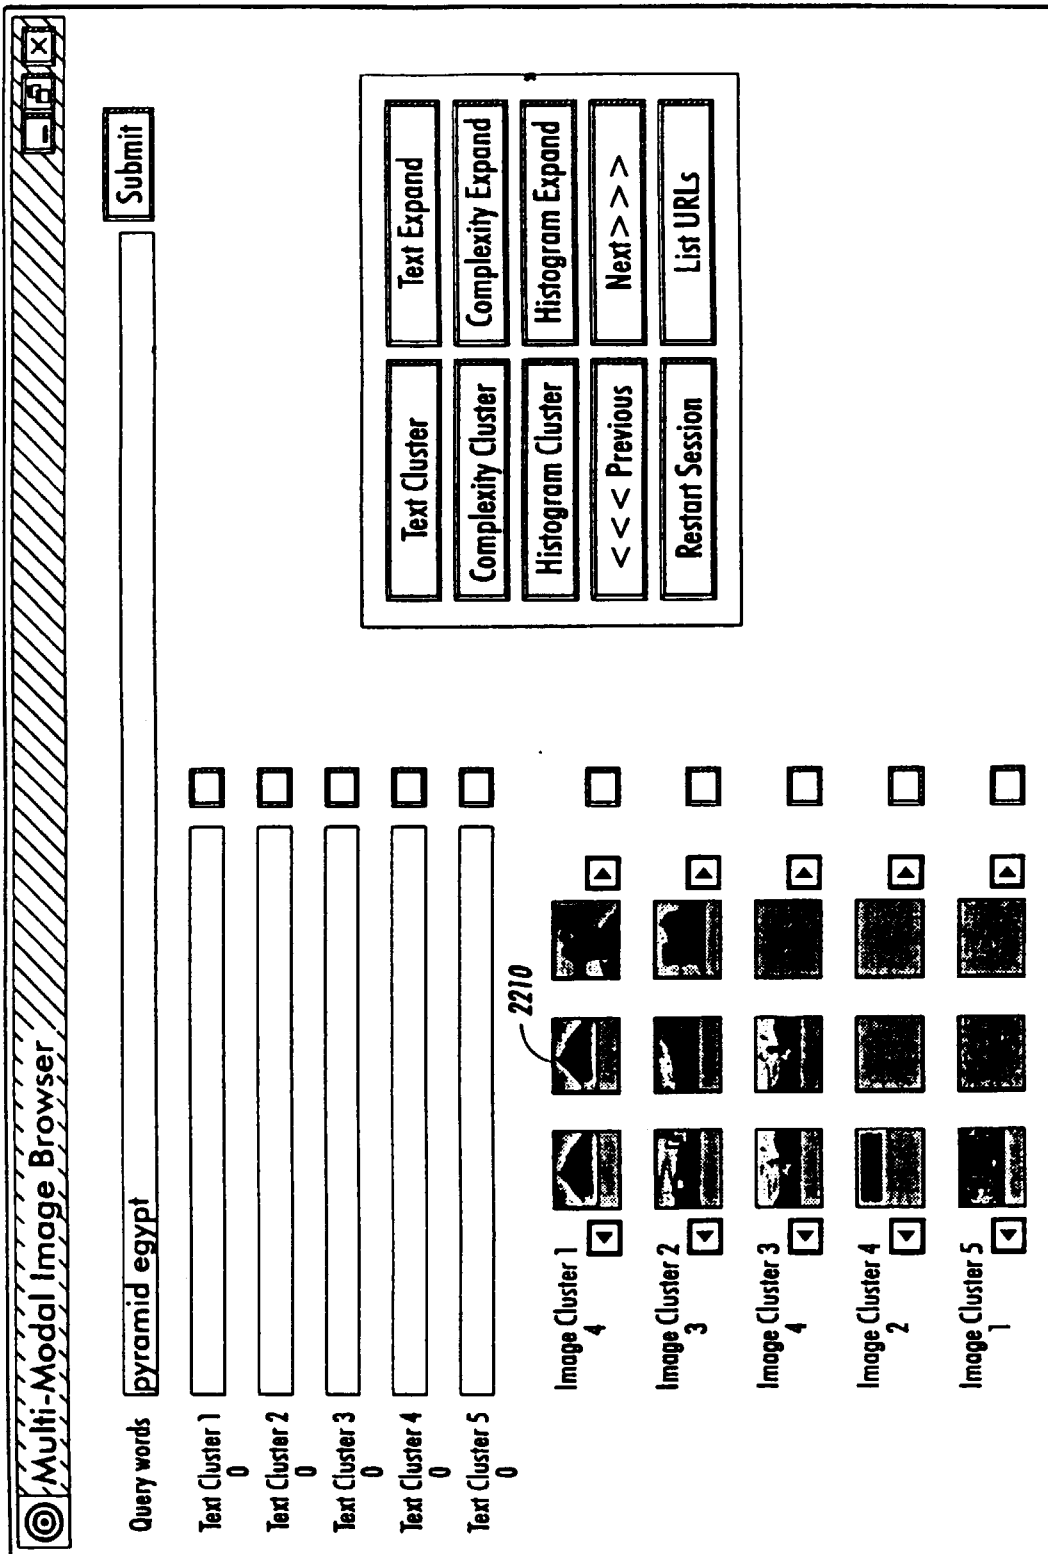 Multi-Modal Image Browser
Query words pyramid egypt Submit
Text Cluster 1
0
Text Cluster 2
0
Text Cluster 3
0
Text Cluster 4
0
Text Cluster 5
0
Text Cluster Text Expand
Complexity Cluster Complexity Expand
Histogram Cluster Histogram Expand
< < < Previous Next > > >
Restart Session List URLs
2210
Image Cluster 1
4
Image Cluster 2
3
Image Cluster 3
4
Image Cluster 4
2
Image Cluster 5
1